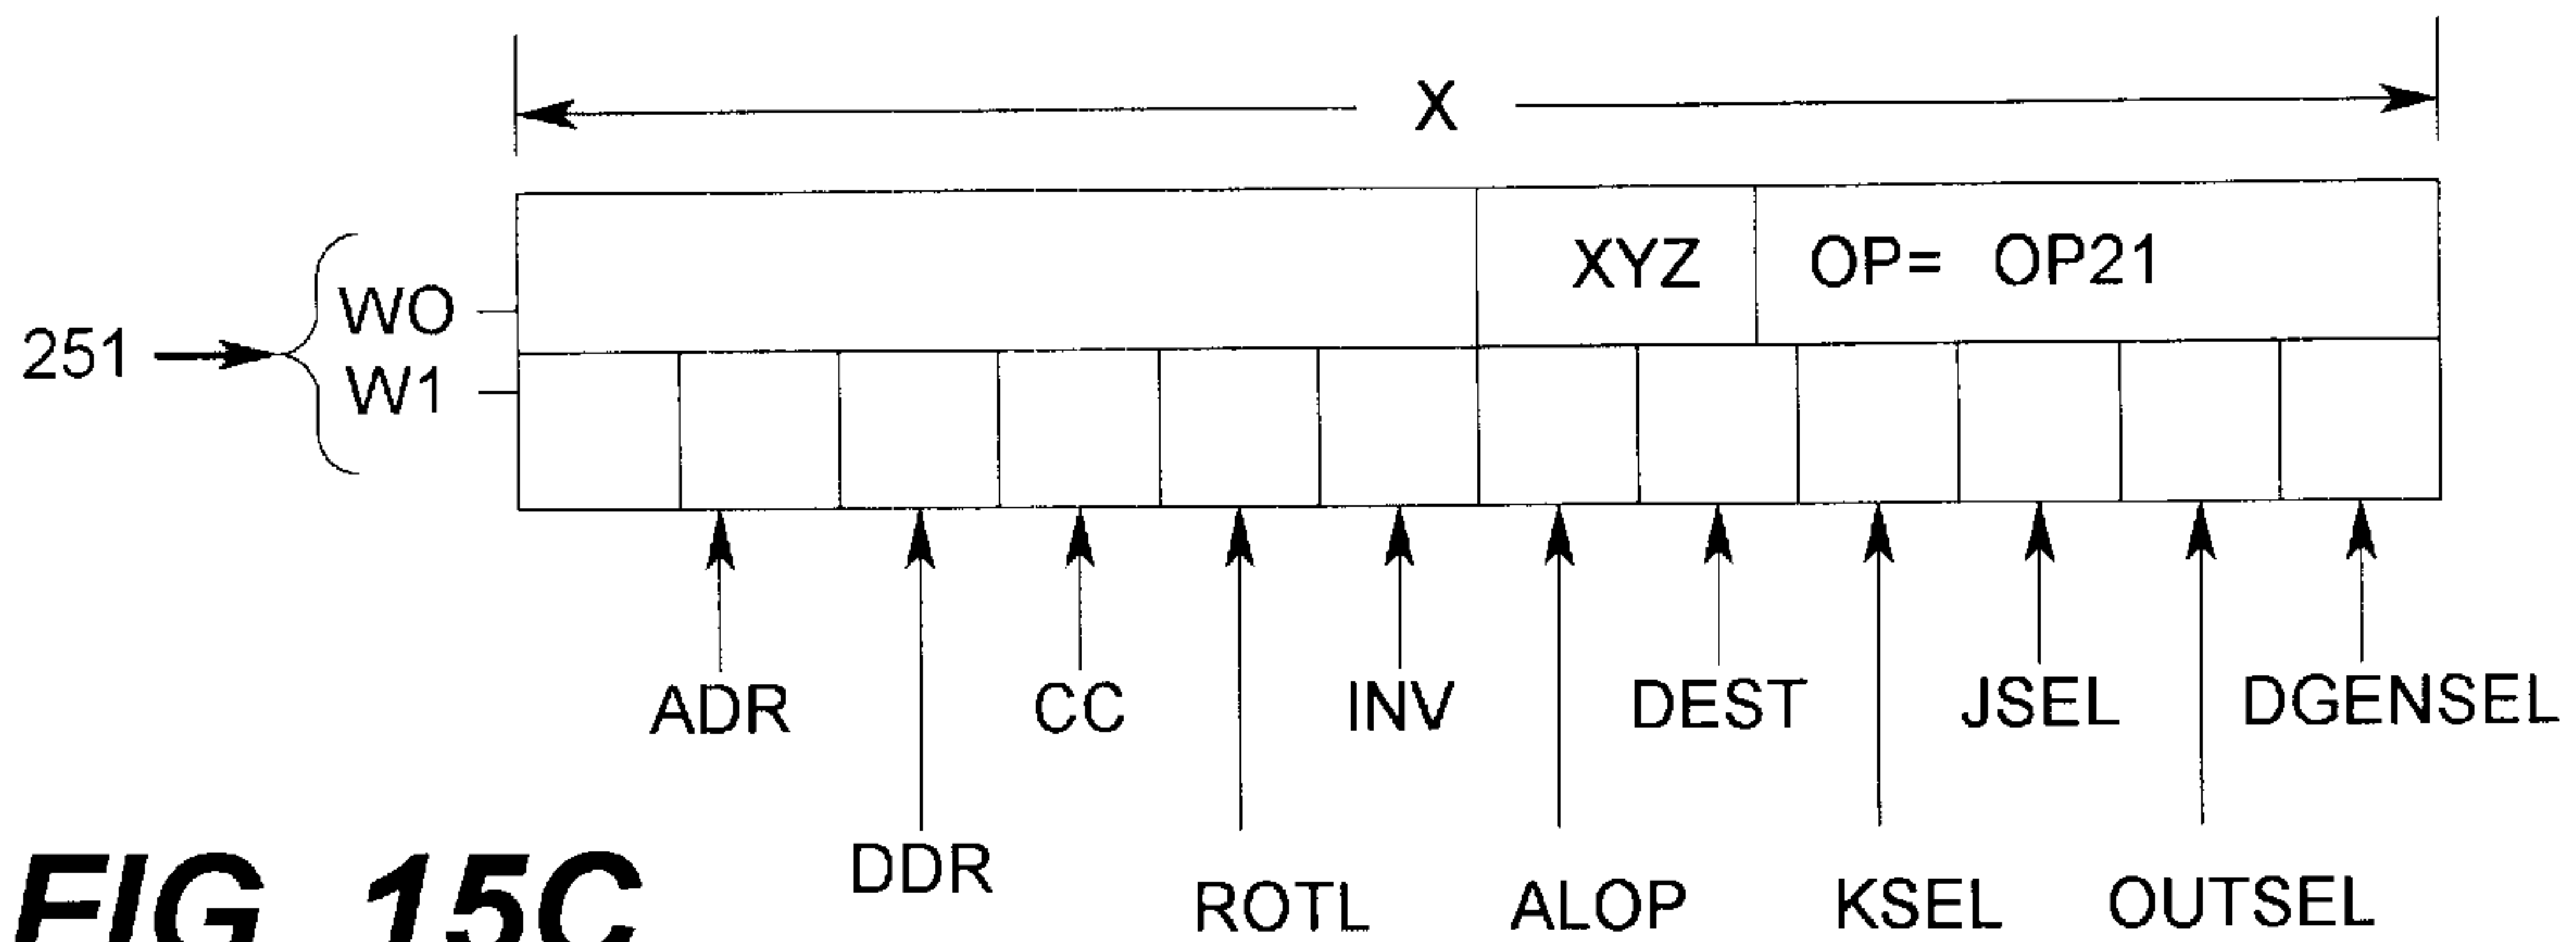 X
XYZ OP= OP21
WO
251
W1
ADR CC INV DEST JSEL DGENSEL
DDR ROTL ALOP KSEL OUTSEL
FIG. 15C